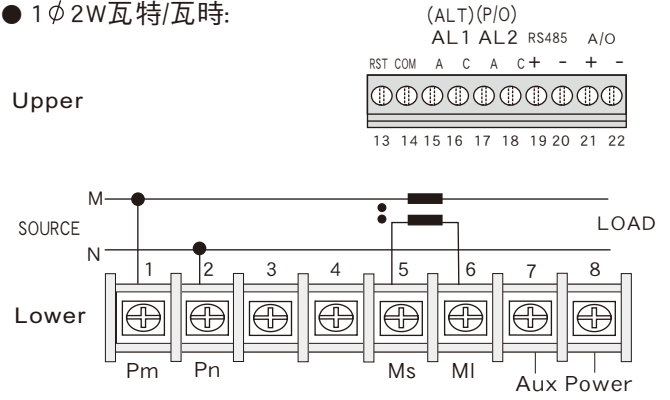 ● 1ϕ2W瓦特/瓦時:
(ALT)(P/O)
AL1 AL2 RS485 A/O
RST COM A C A C + - + -
Upper
13 14 15 16 17 18 19 20 21 22
M
SOURCE LOAD
N
1 2 3 4 5 6 7 8
Lower
Pm Pn Ms Ml Aux Power